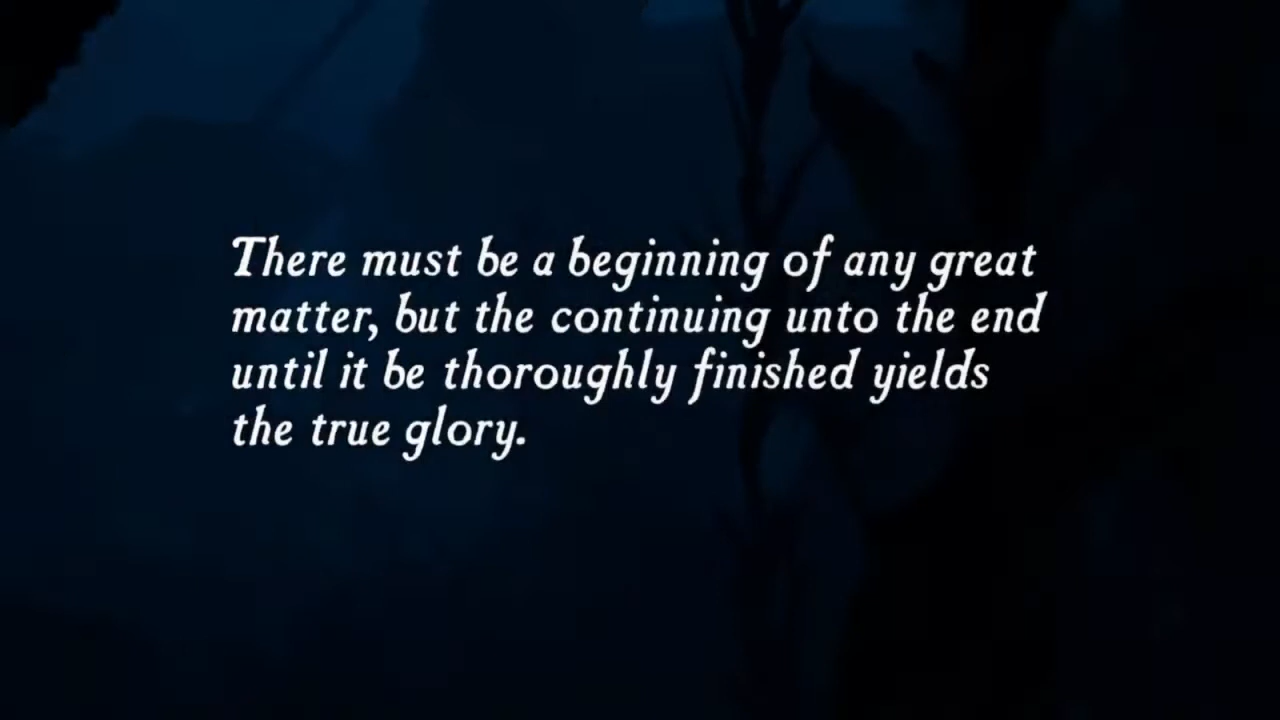 There must be a beginning of any great
matter, but the continuing unto the end
until it be thoroughly finished yields
the true glory.